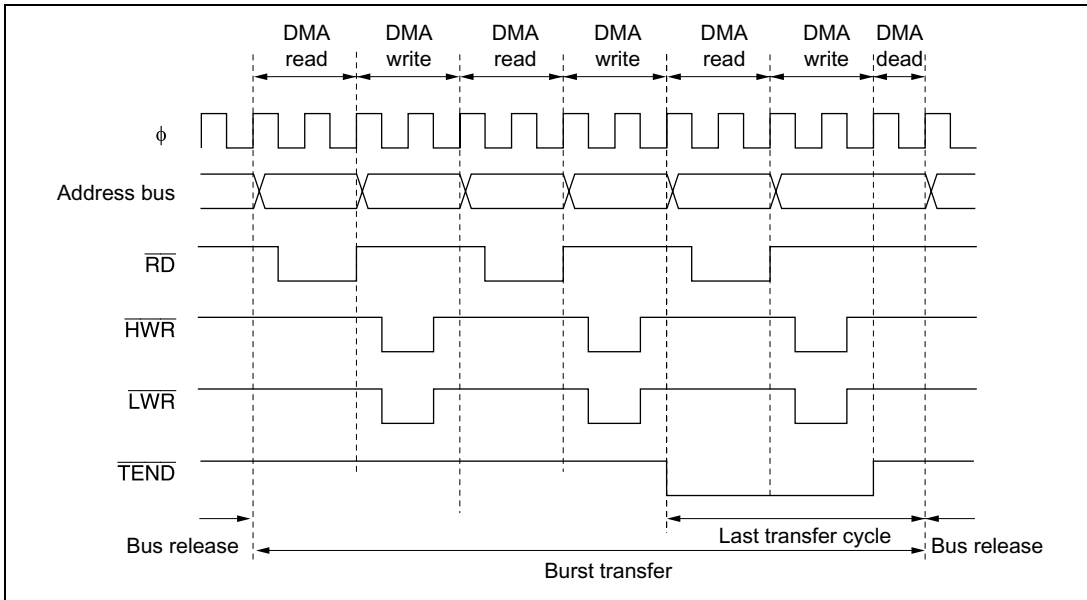 DMA DMA DMA DMA DMA DMA DMA
read write read write read write dead
ϕ
Address bus
RD
HWR
LWR
TEND
Bus release
Last transfer cycle
Bus release
Burst transfer